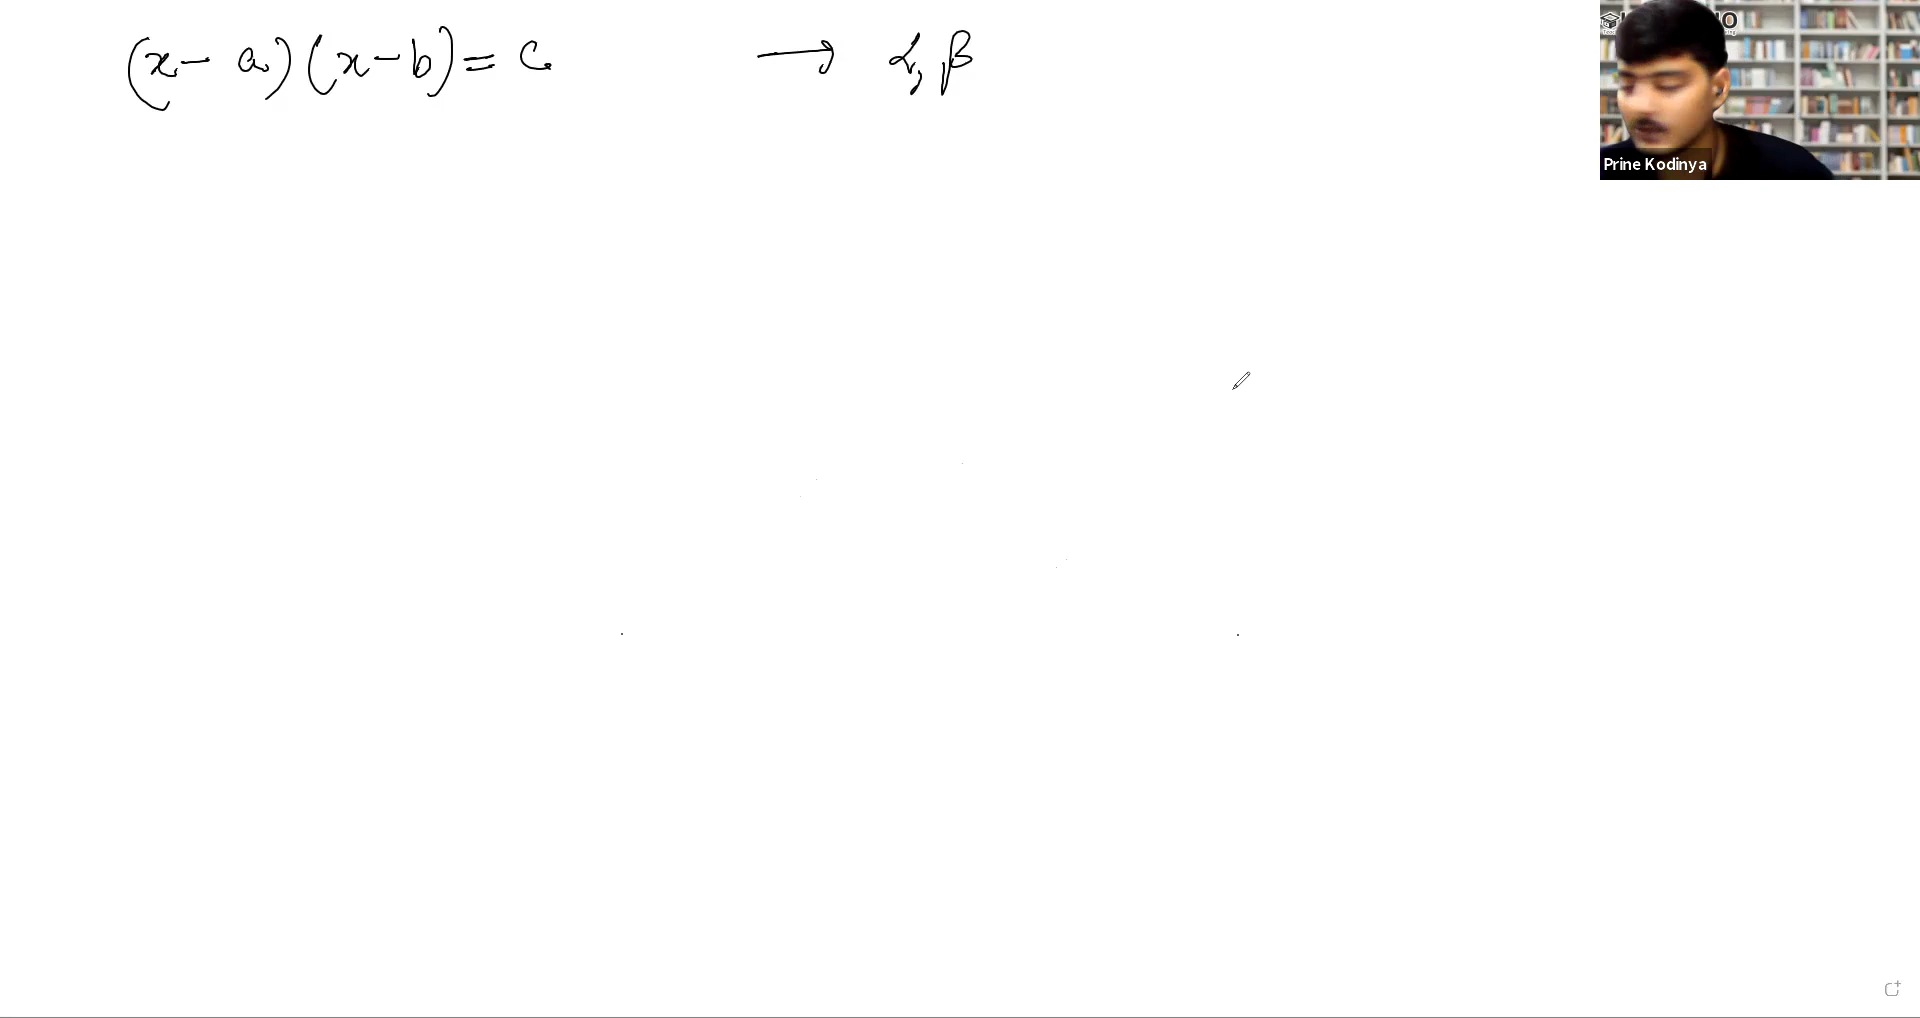 (x - a)(x - b) = c → α, β
Prine Kodinya